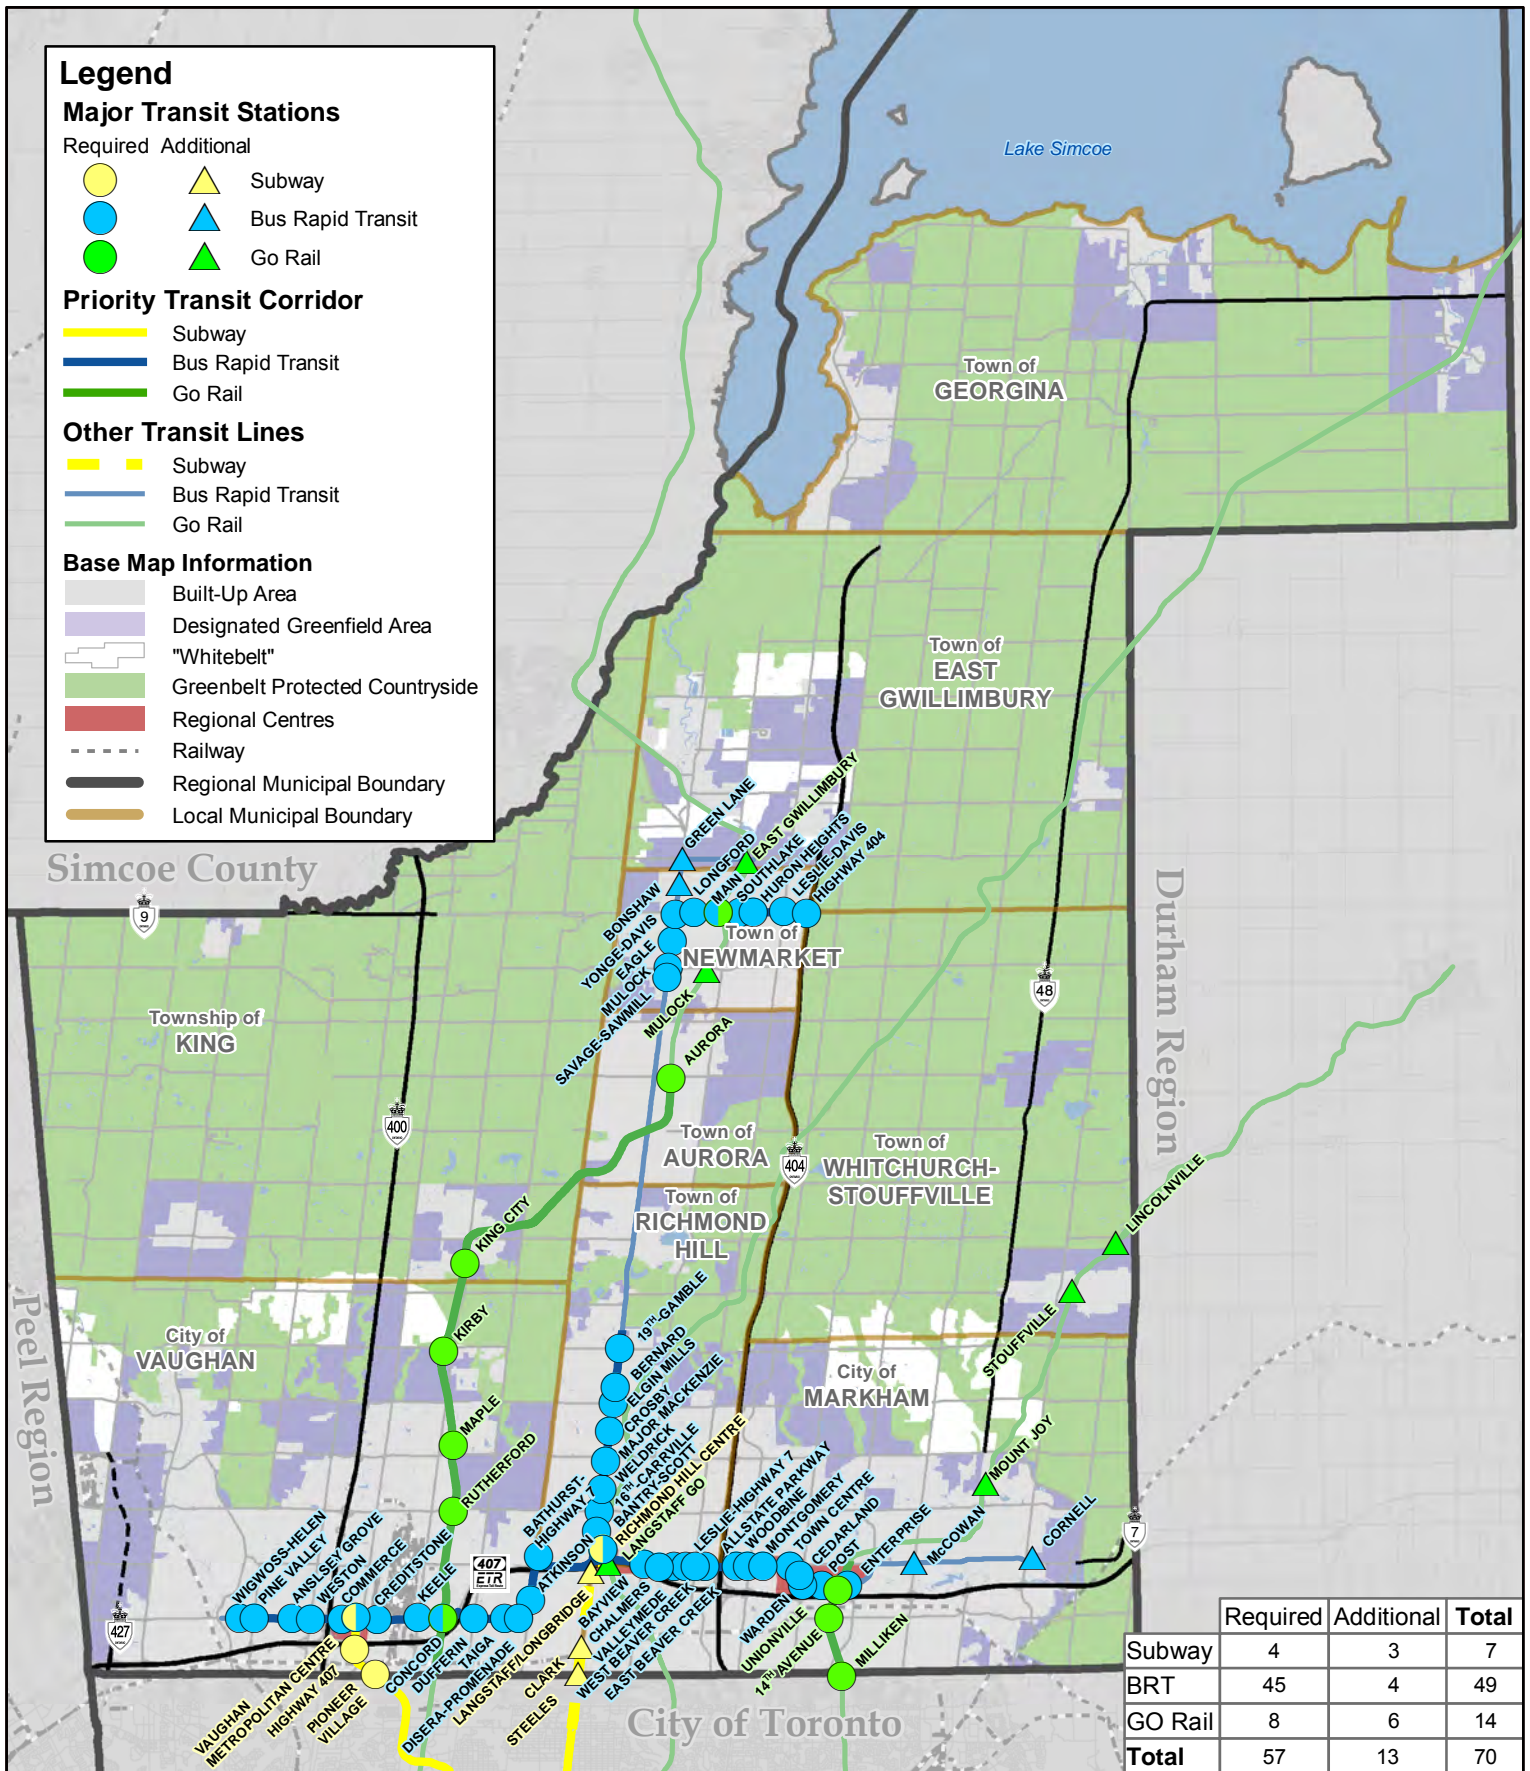 Legend
Major Transit Stations
Required Additional
Subway
Bus Rapid Transit
Go Rail
Priority Transit Corridor
Subway
Bus Rapid Transit
Go Rail
Other Transit Lines
Subway
Bus Rapid Transit
Go Rail
Base Map Information
Built-Up Area
Designated Greenfield Area
"Whitebelt"
Greenbelt Protected Countryside
Regional Centres
Railway
Regional Municipal Boundary
Local Municipal Boundary
Lake Simcoe
Town of
GEORGINA
Town of
EAST
GWILLIMBURY
Simcoe County
Durham Region
Peel Region
City of Toronto
9
400
404
48
427
7
407
ETR
Town of
NEWMARKET
Township of
KING
Town of
AURORA
Town of
WHITCHURCH-
STOUFFVILLE
Town of
RICHMOND
HILL
City of
VAUGHAN
City of
MARKHAM
GREEN LANE
EAST GWILLIMBURY
BONSHAW
LONGFORD
MAIN
SOUTHLAKE
HURON HEIGHTS
LESLIE-DAVIS
HIGHWAY 404
YONGE-DAVIS
EAGLE
MULOCK
SAVAGE-SAWMILL
MULOCK
AURORA
KING CITY
KIRBY
MAPLE
RUTHERFORD
LINCOLNVILLE
STOUFFVILLE
MOUNT JOY
19TH-GAMBLE
BERNARD
ELGIN MILLS
CROSBY
MAJOR MACKENZIE
WELDRICK
16TH-CARRVILLE
BANTRY-SCOTT
RICHMOND HILL CENTRE
LANGSTAFF GO
BATHURST-
HIGHWAY 7
ATKINSON
WIGWOSS-HELEN
PINE VALLEY
ANSLSEY GROVE
WESTON
COMMERCE
CREDITSTONE
KEELE
VAUGHAN
METROPOLITAN CENTRE
HIGHWAY 407
PIONEER
VILLAGE
CONCORD
DUFFERIN
TAIGA
DISERA-PROMENADE
LANGSTAFF/LONGBRIDGE
CLARK
STEELES
BAYVIEW
CHALMERS
VALLEYMEDE
WEST BEAVER CREEK
EAST BEAVER CREEK
LESLIE-HIGHWAY 7
ALLSTATE PARKWAY
WOODBINE
MONTGOMERY
TOWN CENTRE
CEDARLAND
POST
ENTERPRISE
McCOWAN
CORNELL
WARDEN
UNIONVILLE
14TH AVENUE
MILLIKEN
Required Additional Total
Subway 4 3 7
BRT 45 4 49
GO Rail 8 6 14
Total 57 13 70